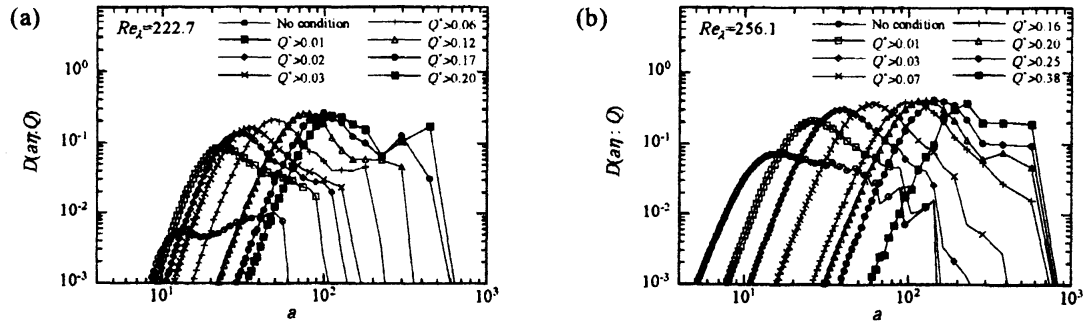 (a)
Re_λ=222.7
No condition
Q*>0.01
Q*>0.02
Q*>0.03
Q*>0.06
Q*>0.12
Q*>0.17
Q*>0.20
D(aη:Q)
10^0
10^-1
10^-2
10^-3
10^1
10^2
10^3
a
(b)
Re_λ=256.1
No condition
Q*>0.01
Q*>0.03
Q*>0.07
Q*>0.16
Q*>0.20
Q*>0.25
Q*>0.38
D(aη : Q)
10^0
10^-1
10^-2
10^-3
10^1
10^2
10^3
a